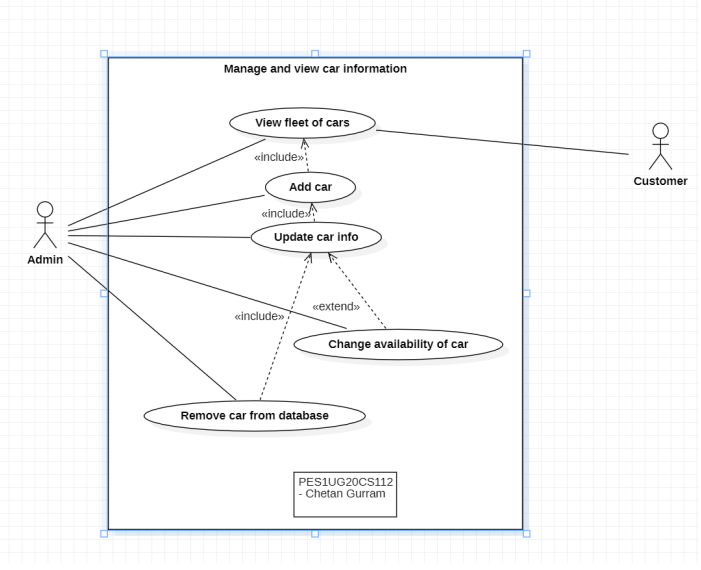 Manage and view car information
View fleet of cars
«include»
Customer
Add car
«include»
Update car info
Admin
«extend»
«include»
Change availability of car
Remove car from database
PES1UG20CS112
- Chetan Gurram